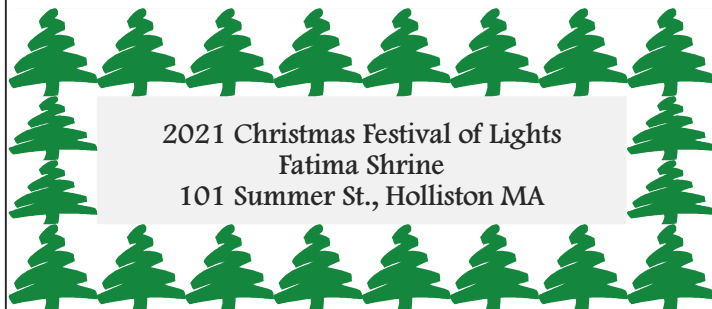 2021 Christmas Festival of Lights
Fatima Shrine
101 Summer St., Holliston MA